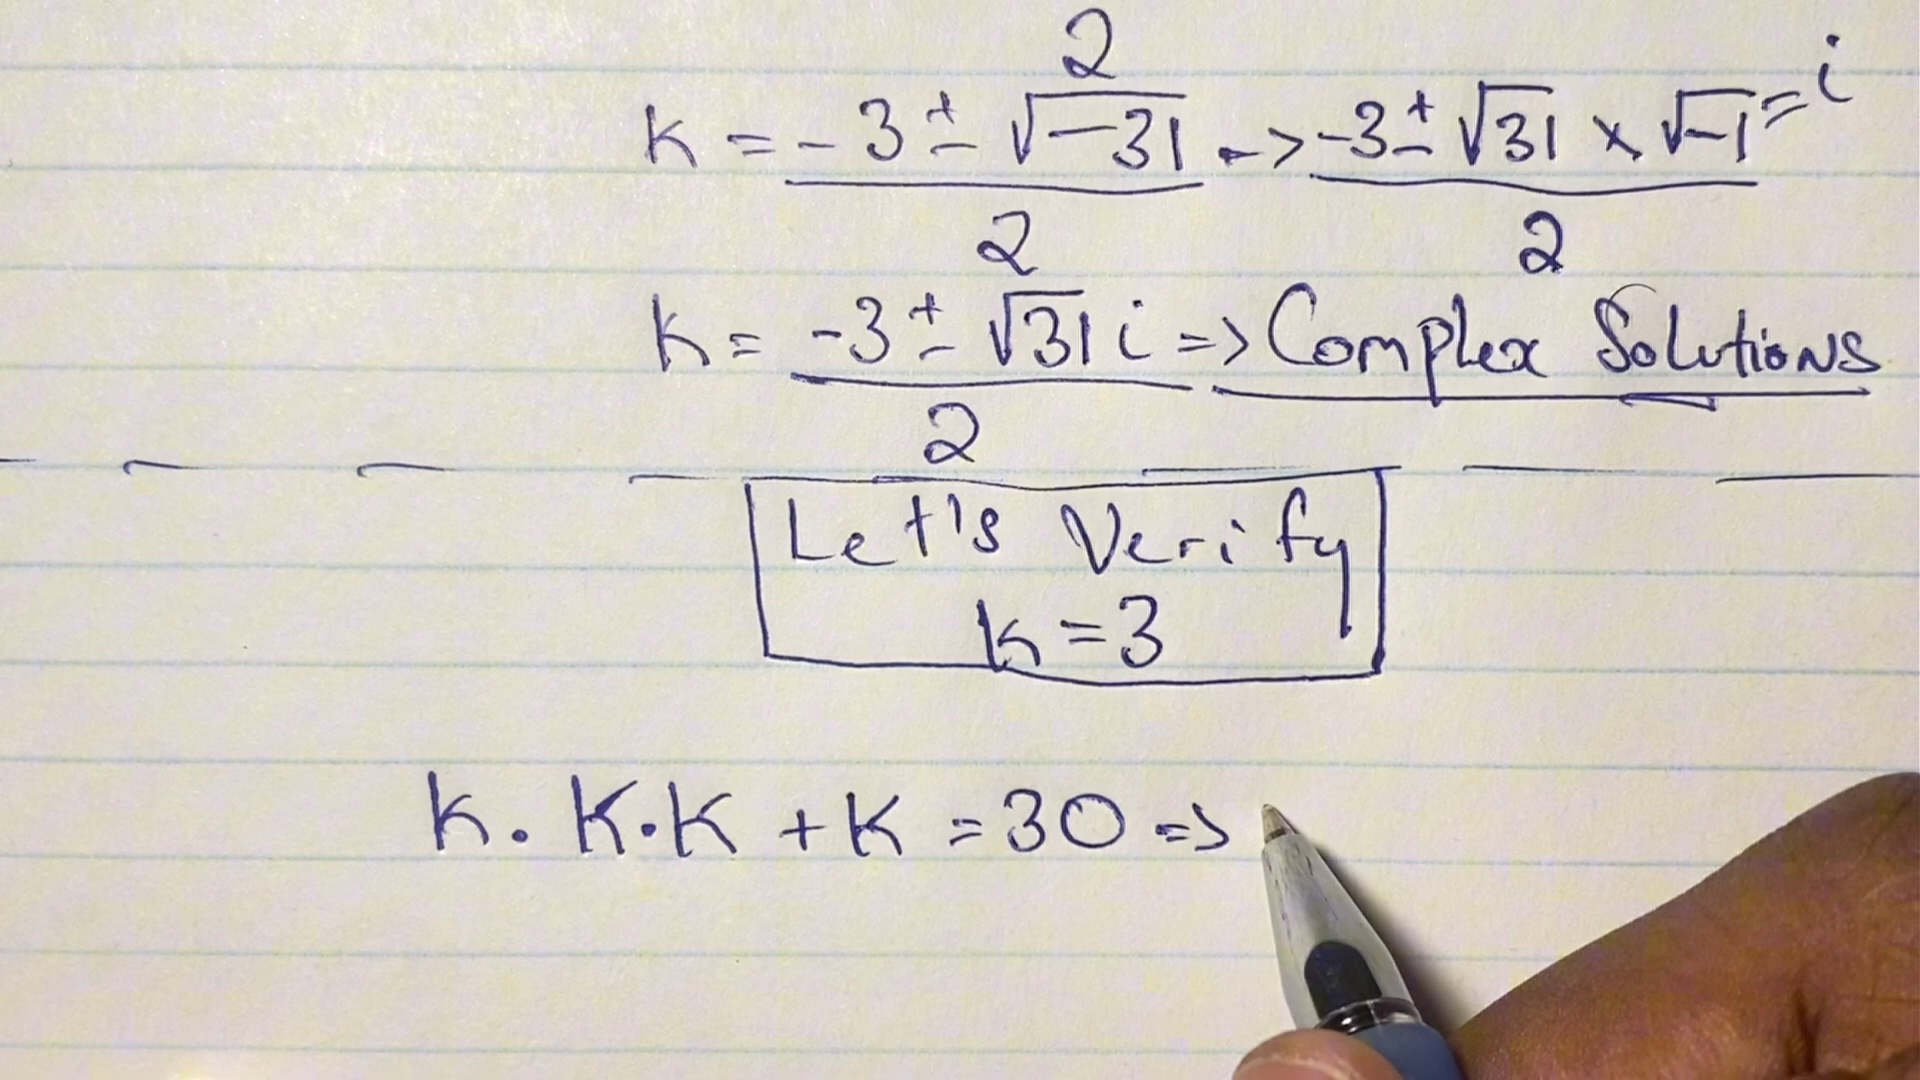 2
K = -3 ± √-31 -> -3 ± √31 × √-1 = i
2 2
K = -3 ± √31 i => Complex Solutions
2
Let's Verify
K = 3
K . K . K + K = 30 =>